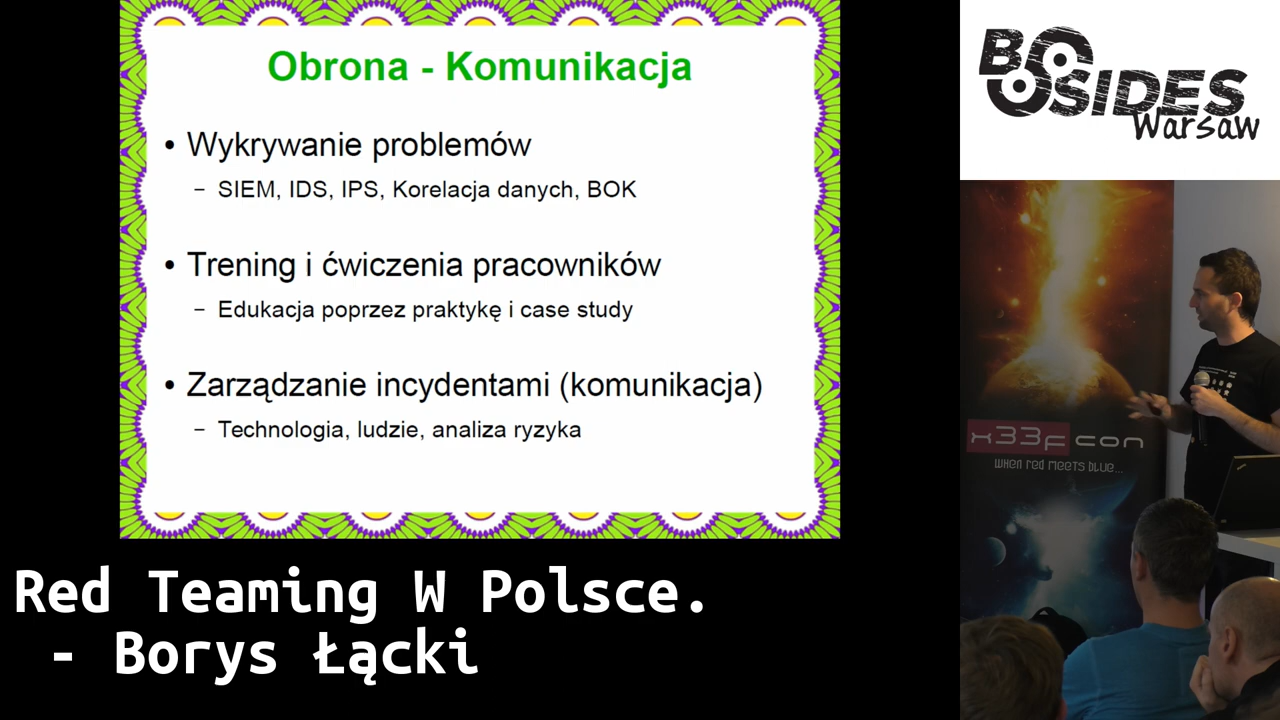 Obrona - Komunikacja
• Wykrywanie problemów
– SIEM, IDS, IPS, Korelacja danych, BOK
• Trening i ćwiczenia pracowników
– Edukacja poprzez praktykę i case study
• Zarządzanie incydentami (komunikacja)
– Technologia, ludzie, analiza ryzyka
Red Teaming W Polsce.
- Borys Łącki
BSIDES
Warsaw
x33fcon
when red meets blue...